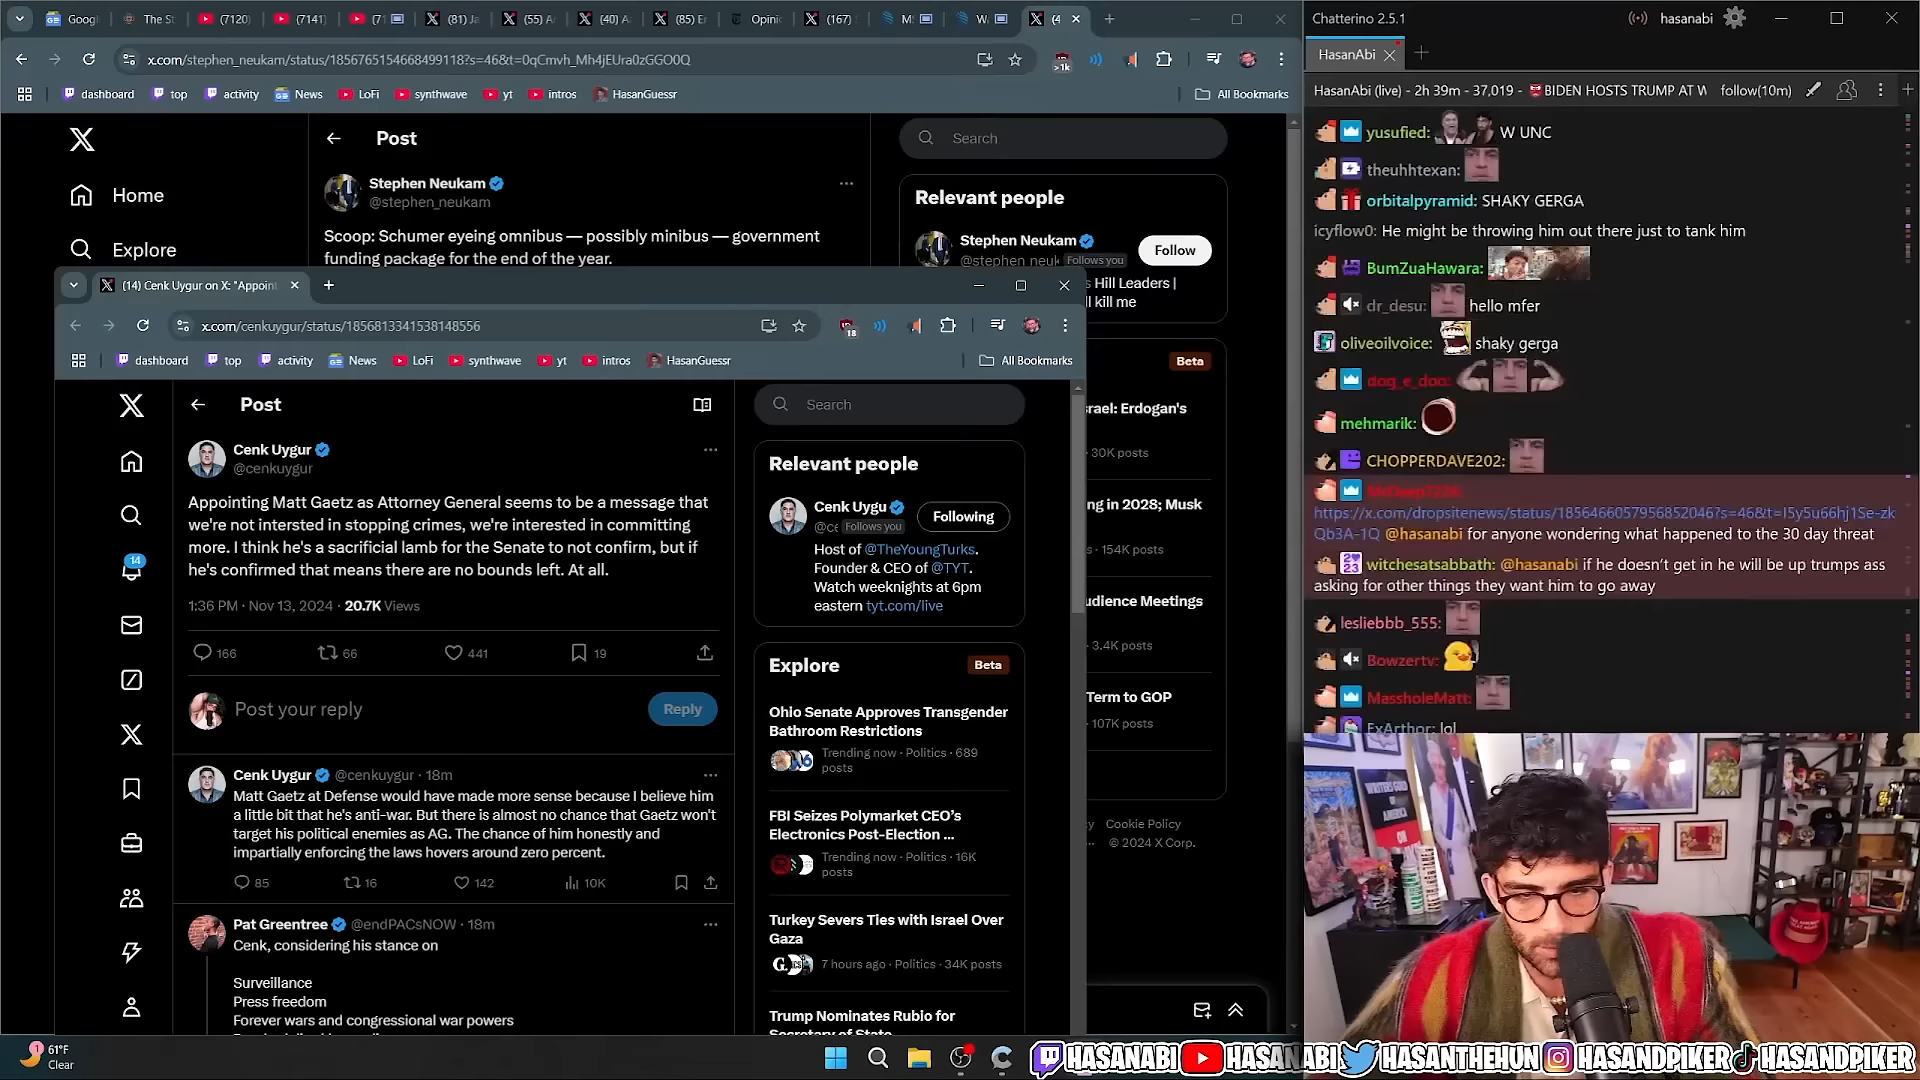 Googl
The St
(7120)
(7141)
(71
(81) Ja
(55) A
(40) A
(85) Er
Opinic
(167)
M
W
(4
x.com/stephen_neukam/status/1856765154668499118?s=46&t=0qCmvh_Mh4jEUra0zGGO0Q
>1k
dashboard
top
activity
News
LoFi
synthwave
yt
intros
HasanGuessr
All Bookmarks
Post
Search
Home
Explore
Stephen Neukam
@stephen_neukam
Scoop: Schumer eyeing omnibus — possibly minibus — government
funding package for the end of the year.
Relevant people
Stephen Neukam
@stephen_neuk
Follows you
Follow
s Hill Leaders |
ll kill me
Beta
srael: Erdogan's
30K posts
ng in 2028; Musk
154K posts
udience Meetings
3.4K posts
Term to GOP
107K posts
Cookie Policy
© 2024 X Corp.
(14) Cenk Uygur on X: "Appoint
x.com/cenkuygur/status/1856813341538148556
18
dashboard
top
activity
News
LoFi
synthwave
yt
intros
HasanGuessr
All Bookmarks
14
Post
Search
Cenk Uygur
@cenkuygur
Appointing Matt Gaetz as Attorney General seems to be a message that
we're not intersted in stopping crimes, we're interested in committing
more. I think he's a sacrificial lamb for the Senate to not confirm, but if
he's confirmed that means there are no bounds left. At all.
1:36 PM · Nov 13, 2024 · 20.7K Views
166
66
441
19
Post your reply
Reply
Cenk Uygur @cenkuygur · 18m
Matt Gaetz at Defense would have made more sense because I believe him
a little bit that he's anti-war. But there is almost no chance that Gaetz won't
target his political enemies as AG. The chance of him honestly and
impartially enforcing the laws hovers around zero percent.
85
16
142
10K
Pat Greentree @endPACsNOW · 18m
Cenk, considering his stance on
Surveillance
Press freedom
Forever wars and congressional war powers
Relevant people
Cenk Uygu
@ce
Follows you
Following
Host of @TheYoungTurks.
Founder & CEO of @TYT.
Watch weeknights at 6pm
eastern tyt.com/live
Explore
Beta
Ohio Senate Approves Transgender
Bathroom Restrictions
Trending now · Politics · 689
posts
FBI Seizes Polymarket CEO's
Electronics Post-Election ...
Trending now · Politics · 16K
posts
Turkey Severs Ties with Israel Over
Gaza
7 hours ago · Politics · 34K posts
Trump Nominates Rubio for
Secretary of State
Chatterino 2.5.1
hasanabi
HasanAbi
HasanAbi (live) - 2h 39m - 37,019 - BIDEN HOSTS TRUMP AT W
follow(10m)
yusufied: W UNC
theuhhtexan:
orbitalpyramid: SHAKY GERGA
icyflow0: He might be throwing him out there just to tank him
BumZuaHawara:
dr_desu: hello mfer
oliveoilvoice: shaky gerga
dog_e_doo:
mehmarik:
CHOPPERDAVE202:
https://x.com/dropsitenews/status/1856466057956852046?s=46&t=I5y5u66hj1Se-zk
Qb3A-1Q @hasanabi for anyone wondering what happened to the 30 day threat
witchesatsabbath: @hasanabi if he doesn't get in he will be up trumps ass
asking for other things they want him to go away
lesliebbb_555:
Bowzertv:
MassholeMatt:
ExArthor: lol
1
61°F
Clear
HASANABI
HASANABI
HASANTHEHUN
HASANDPIKER
HASANDPIKER